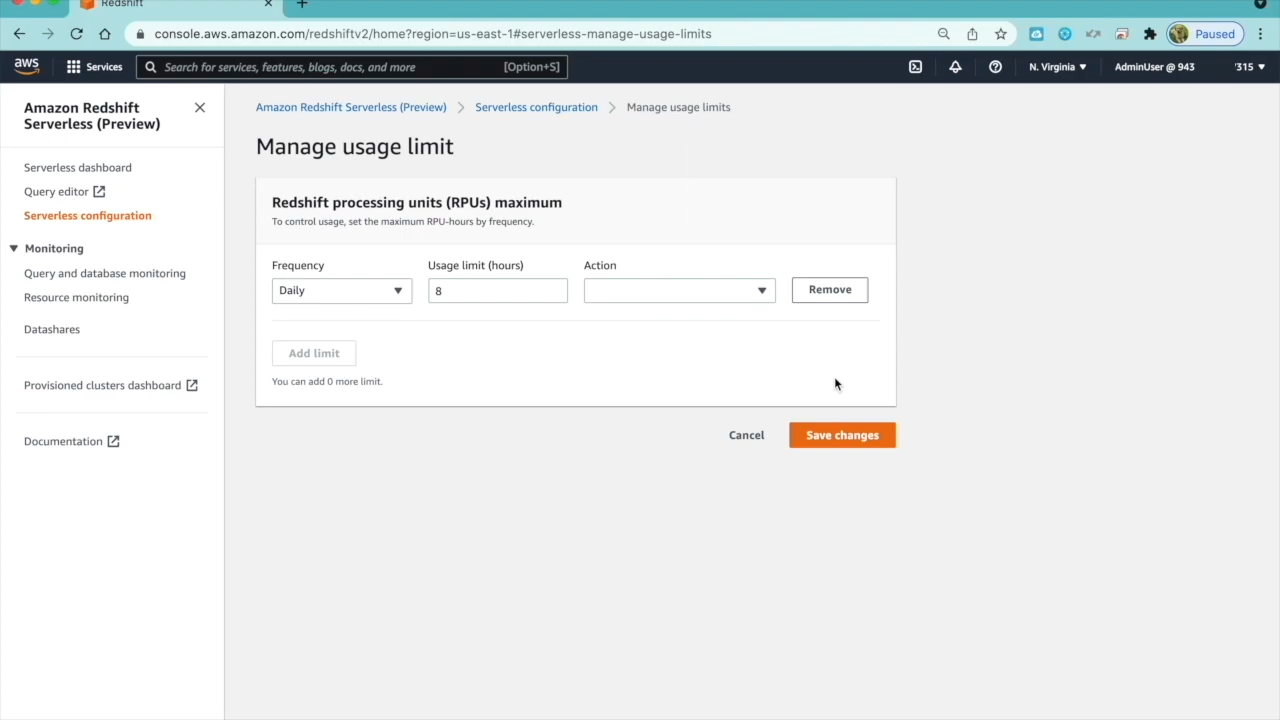 Redshift
console.aws.amazon.com/redshiftv2/home?region=us-east-1#serverless-manage-usage-limits
Paused
aws
Services
Search for services, features, blogs, docs, and more
[Option+S]
N. Virginia
AdminUser @ 943
'315
Amazon Redshift
Serverless (Preview)
Serverless dashboard
Query editor
Serverless configuration
Monitoring
Query and database monitoring
Resource monitoring
Datashares
Provisioned clusters dashboard
Documentation
Amazon Redshift Serverless (Preview)
Serverless configuration
Manage usage limits
Manage usage limit
Redshift processing units (RPUs) maximum
To control usage, set the maximum RPU-hours by frequency.
Frequency
Usage limit (hours)
Action
Daily
8
Remove
Add limit
You can add 0 more limit.
Cancel
Save changes